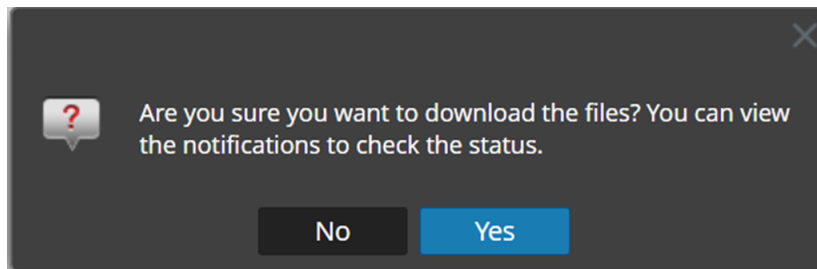 ?
Are you sure you want to download the files? You can view
the notifications to check the status.
No
Yes